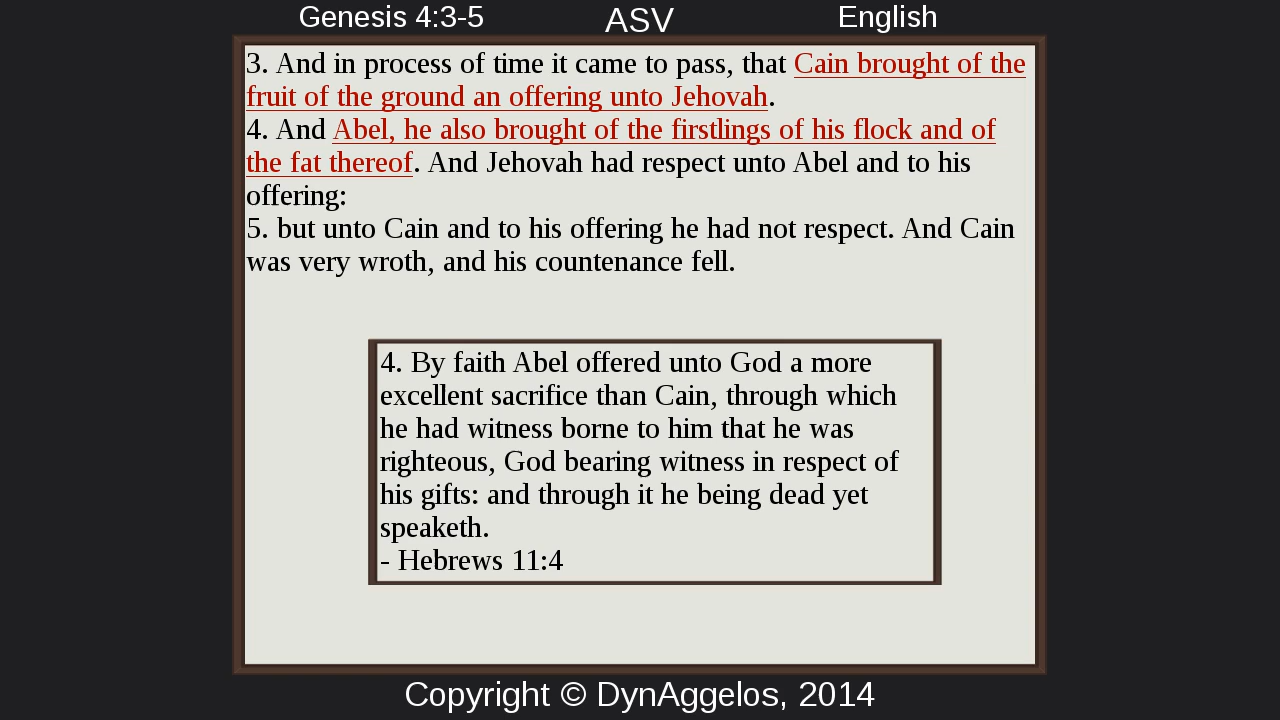 Genesis 4:3-5
ASV
English
3. And in process of time it came to pass, that Cain brought of the
fruit of the ground an offering unto Jehovah.
4. And Abel, he also brought of the firstlings of his flock and of
the fat thereof. And Jehovah had respect unto Abel and to his
offering:
5. but unto Cain and to his offering he had not respect. And Cain
was very wroth, and his countenance fell.
4. By faith Abel offered unto God a more
excellent sacrifice than Cain, through which
he had witness borne to him that he was
righteous, God bearing witness in respect of
his gifts: and through it he being dead yet
speaketh.
- Hebrews 11:4
Copyright © DynAggelos, 2014